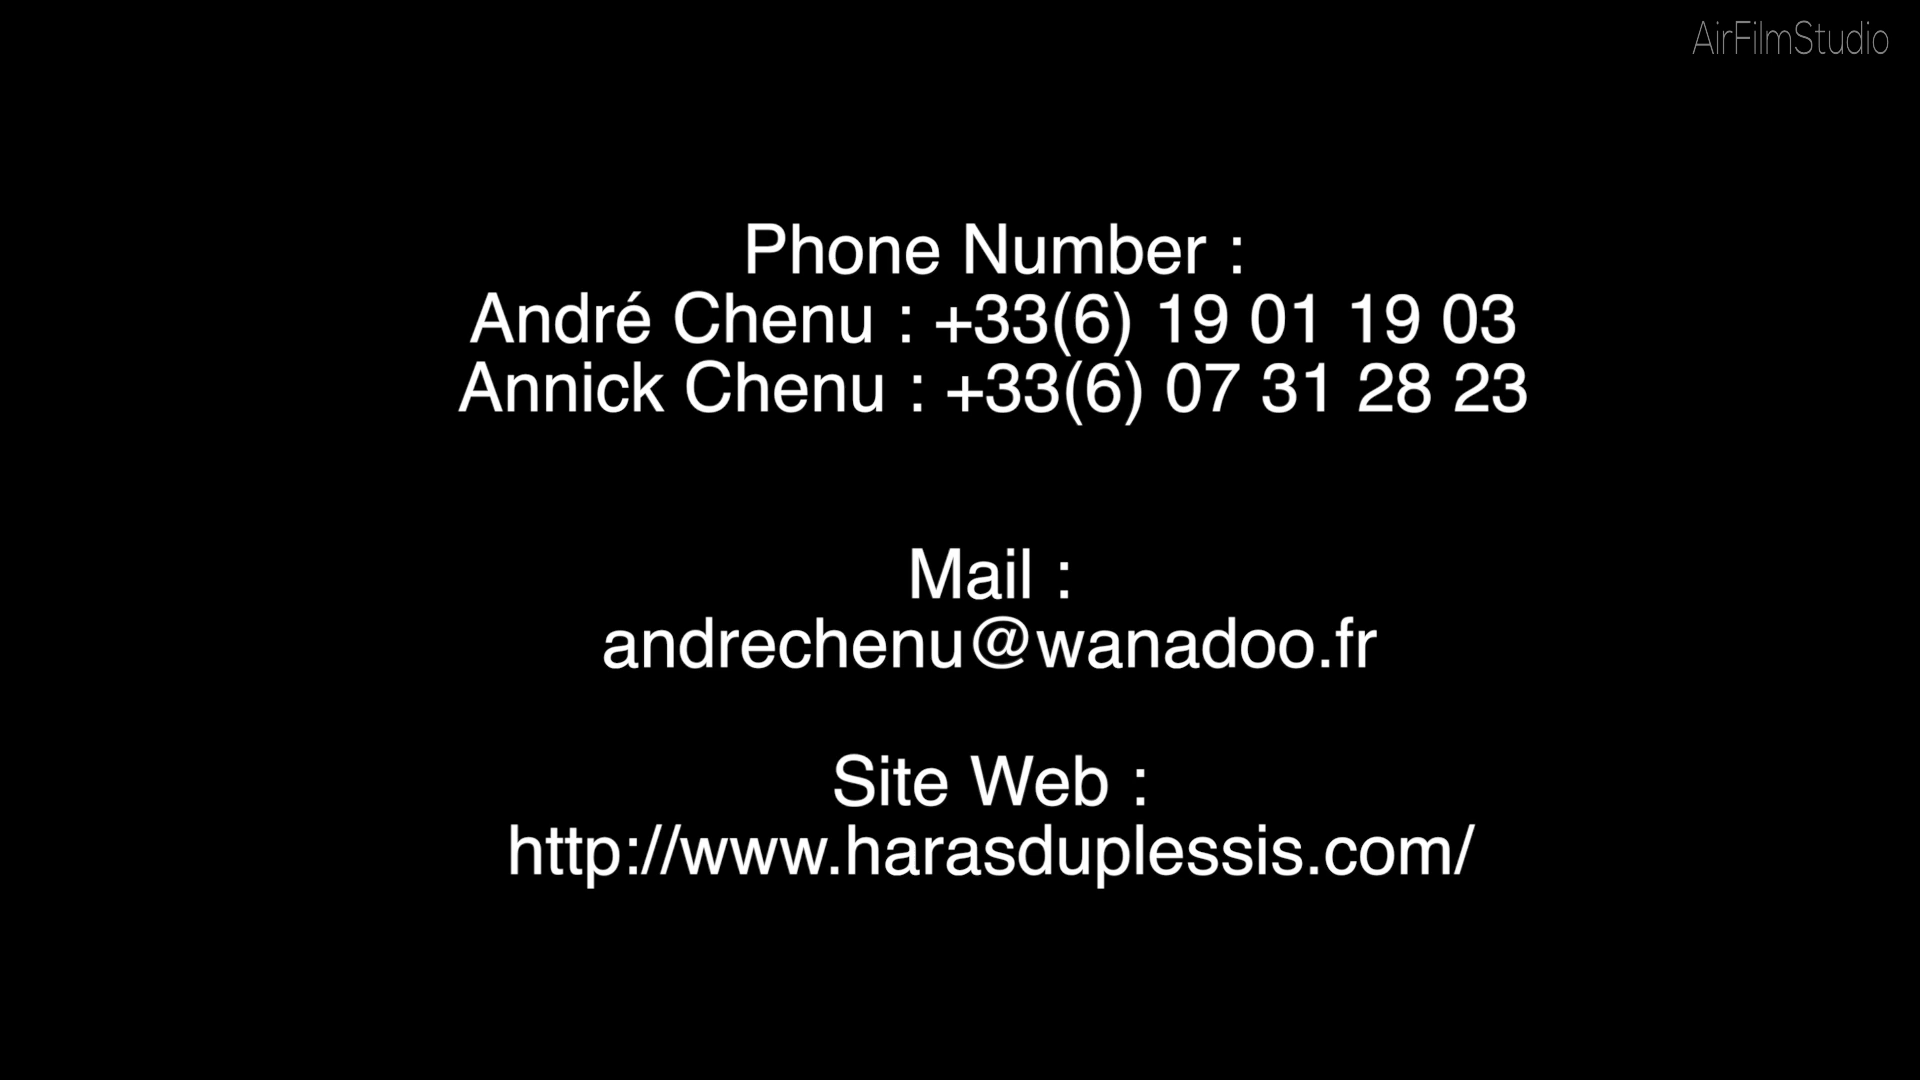 AirFilmStudio
Phone Number :
André Chenu : +33(6) 19 01 19 03
Annick Chenu : +33(6) 07 31 28 23
Mail :
andrechenu@wanadoo.fr
Site Web :
http://www.harasduplessis.com/